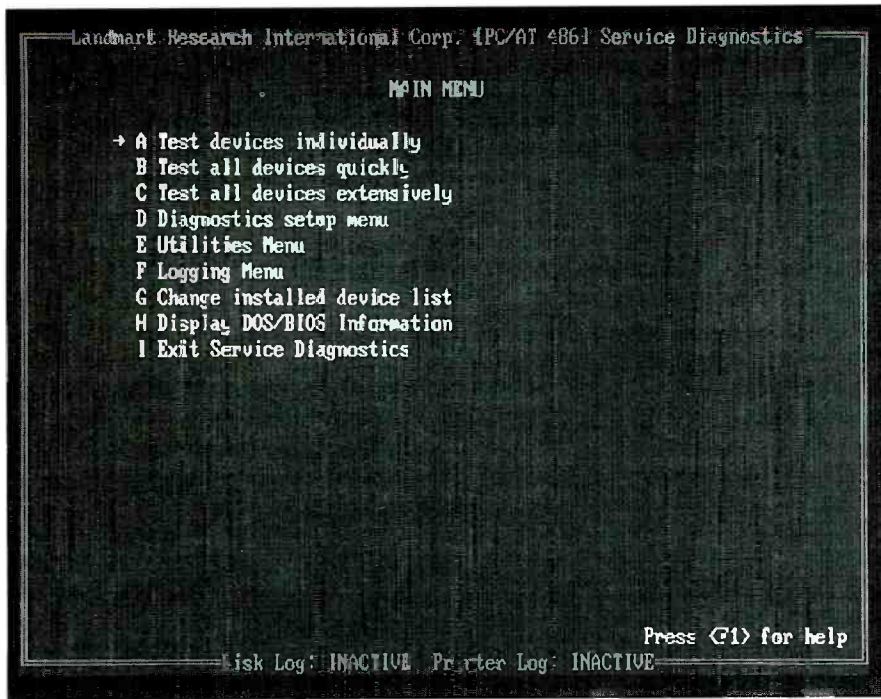 Landmark Research International Corp. [PC/AT 486] Service Diagnostics
MAIN MENU
→ A Test devices individually
B Test all devices quickly
C Test all devices extensively
D Diagnostics setup menu
E Utilities Menu
F Logging Menu
G Change installed device list
H Display DOS/BIOS Information
I Exit Service Diagnostics
Press <F1> for help
Disk Log: INACTIVE Printer Log: INACTIVE